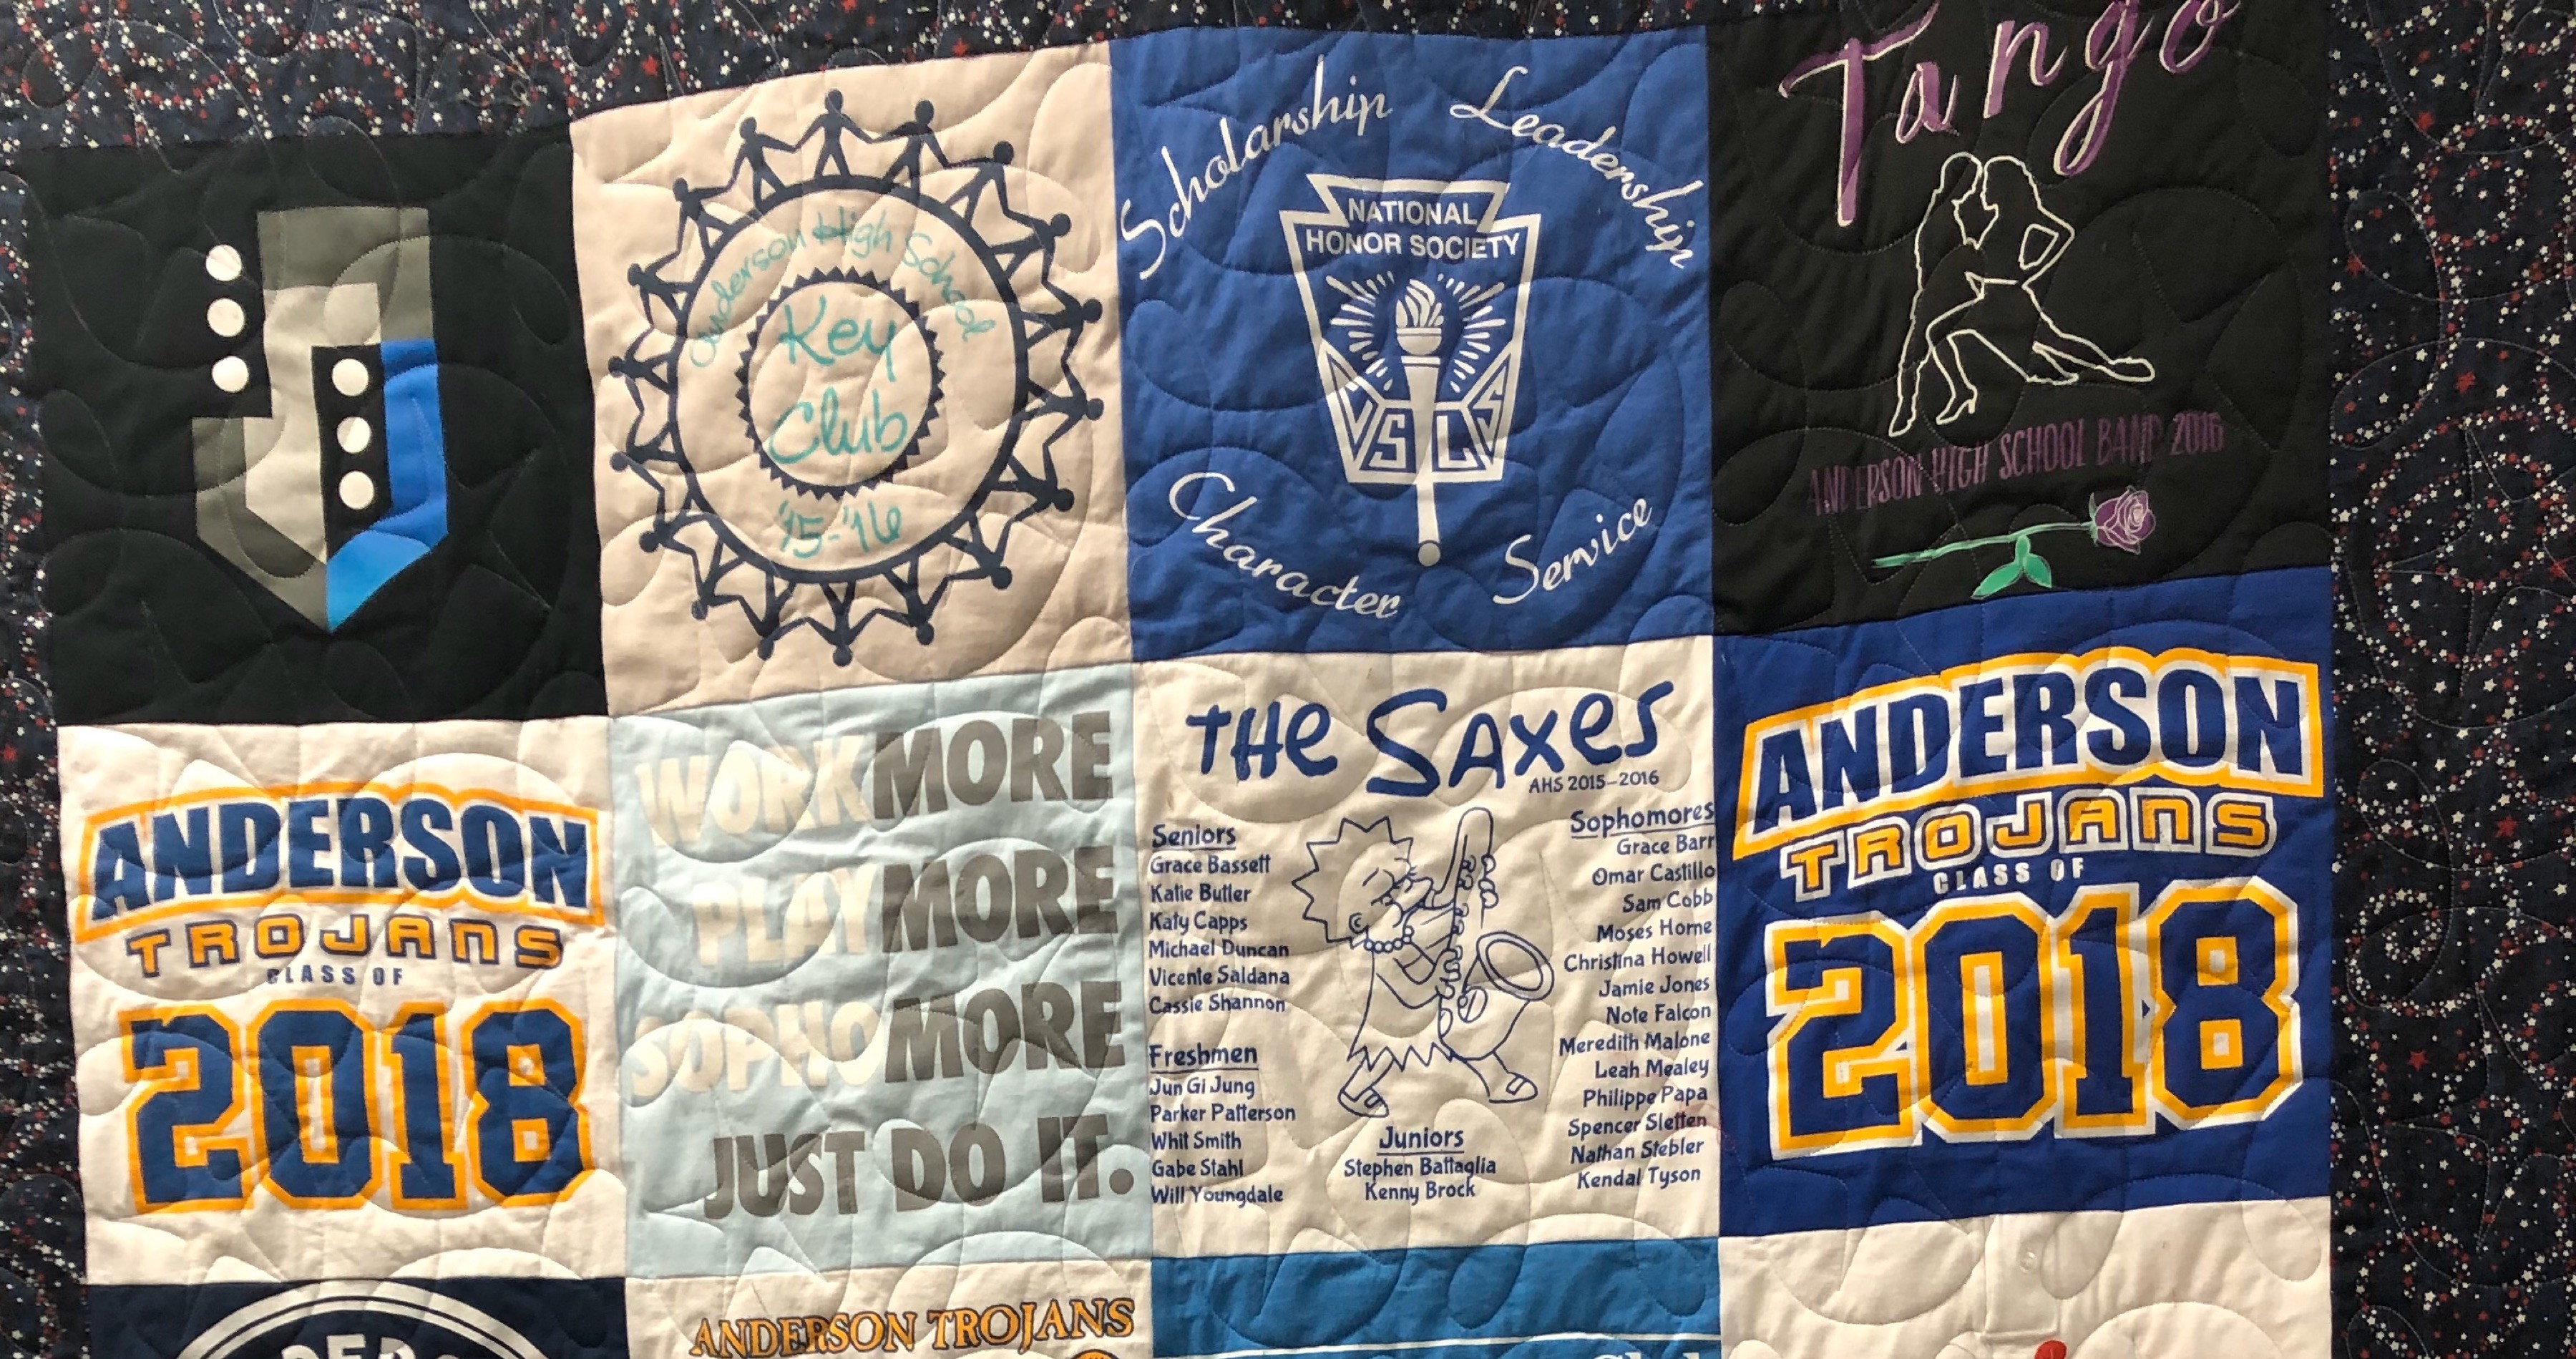 Anderson High School
Key
Club
'15-'16
Scholarship
Leadership
NATIONAL
HONOR SOCIETY
CSLS
Character
Service
Tango
ANDERSON HIGH SCHOOL BAND 2016
ANDERSON
TROJANS
CLASS OF
2018
WORKMORE
PLAYMORE
SOPHOMORE
JUST DO IT.
THE SAXES
AHS 2015-2016
Seniors
Grace Bassett
Katie Butler
Katy Capps
Michael Duncan
Vicente Saldana
Cassie Shannon
Freshmen
Jun Gi Jung
Parker Patterson
Whit Smith
Gabe Stahl
Will Youngdale
Juniors
Stephen Battaglia
Kenny Brock
Sophomores
Grace Barr
Omar Castillo
Sam Cobb
Moses Horne
Christina Howell
Jamie Jones
Note Falcon
Meredith Malone
Leah Mealey
Philippe Papa
Spencer Sletten
Nathan Stebler
Kendal Tyson
ANDERSON
TROJANS
CLASS OF
2018
ANDERSON TROJANS